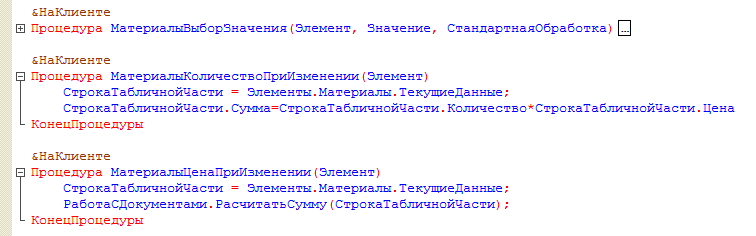 &НаКлиенте
Процедура МатериалыВыборЗначения(Элемент, Значение, СтандартнаяОбработка) ...
&НаКлиенте
Процедура МатериалыКоличествоПриИзменении(Элемент)
СтрокаТабличнойЧасти = Элементы.Материалы.ТекущиеДанные;
СтрокаТабличнойЧасти.Сумма=СтрокаТабличнойЧасти.Количество*СтрокаТабличнойЧасти.Цена
КонецПроцедуры
&НаКлиенте
Процедура МатериалыЦенаПриИзменении(Элемент)
СтрокаТабличнойЧасти = Элементы.Материалы.ТекущиеДанные;
РаботаСДокументами.РасчитатьСумму(СтрокаТабличнойЧасти);
КонецПроцедуры